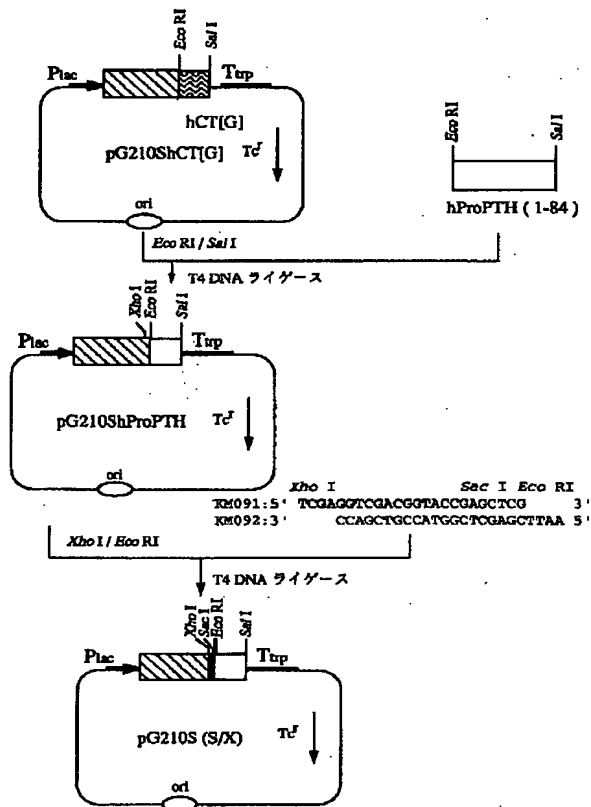 Eco RI
Sal I
Plac
Ttrp
hCT[G]
pG210ShCT[G]
Tcr
ori
Eco RI
Sal I
hProPTH (1-84)
Eco RI / Sal I
T4 DNA ライゲース
Xho I
Eco RI
Sal I
Plac
Ttrp
pG210ShProPTH
Tcr
ori
Xho I Sac I Eco RI
KM091:5' TCGAGGTCGACGGTACCGAGCTCG 3'
KM092:3' CCAGCTGCCATGGCTCGAGCTTAA 5'
Xho I / Eco RI
T4 DNA ライゲース
Xho I
Sac I
Eco RI
Sal I
Plac
Ttrp
pG210S (S/X)
Tcr
ori